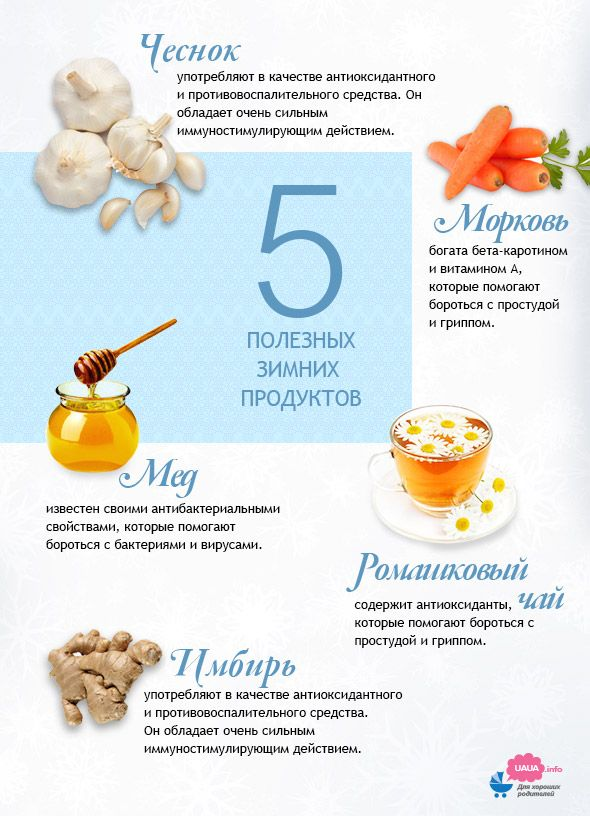 Чеснок
употребляют в качестве антиоксидантного
и противовоспалительного средства. Он
обладает очень сильным
иммуностимулирующим действием.
Морковь
богата бета-каротином
и витамином А,
которые помогают
бороться с простудой
и гриппом.
5
ПОЛЕЗНЫХ
ЗИМНИХ
ПРОДУКТОВ
Мед
известен своими антибактериальными
свойствами, которые помогают
бороться с бактериями и вирусами.
Ромашковый
чай
содержит антиоксиданты,
которые помогают бороться с
простудой и гриппом.
Имбирь
употребляют в качестве антиоксидантного
и противовоспалительного средства.
Он обладает очень сильным
иммуностимулирующим действием.
UAUA.info
Для хороших
родителей